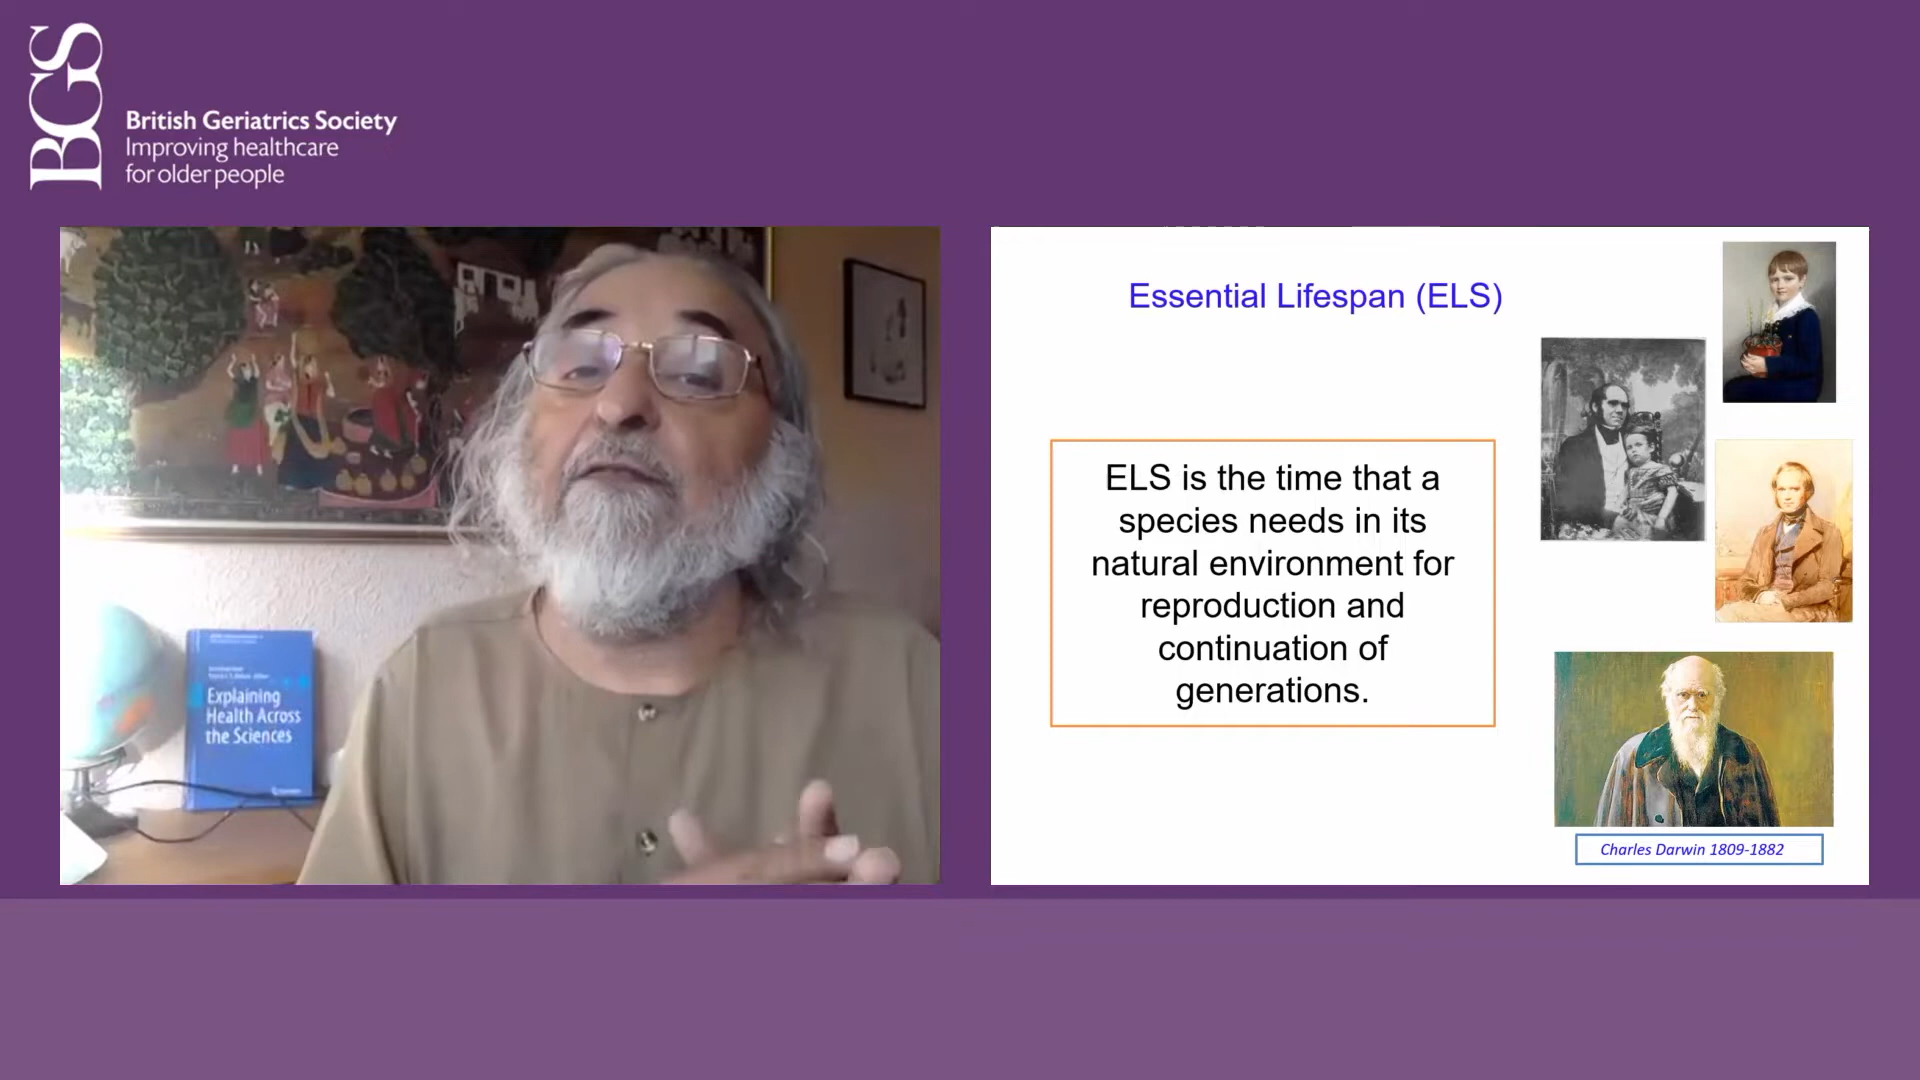 BGS
British Geriatrics Society
Improving healthcare
for older people
Explaining
Health Across
the Sciences
Essential Lifespan (ELS)
ELS is the time that a
species needs in its
natural environment for
reproduction and
continuation of
generations.
Charles Darwin 1809-1882